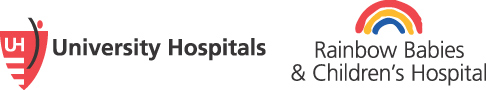 UH
University Hospitals
Rainbow Babies
& Children's Hospital